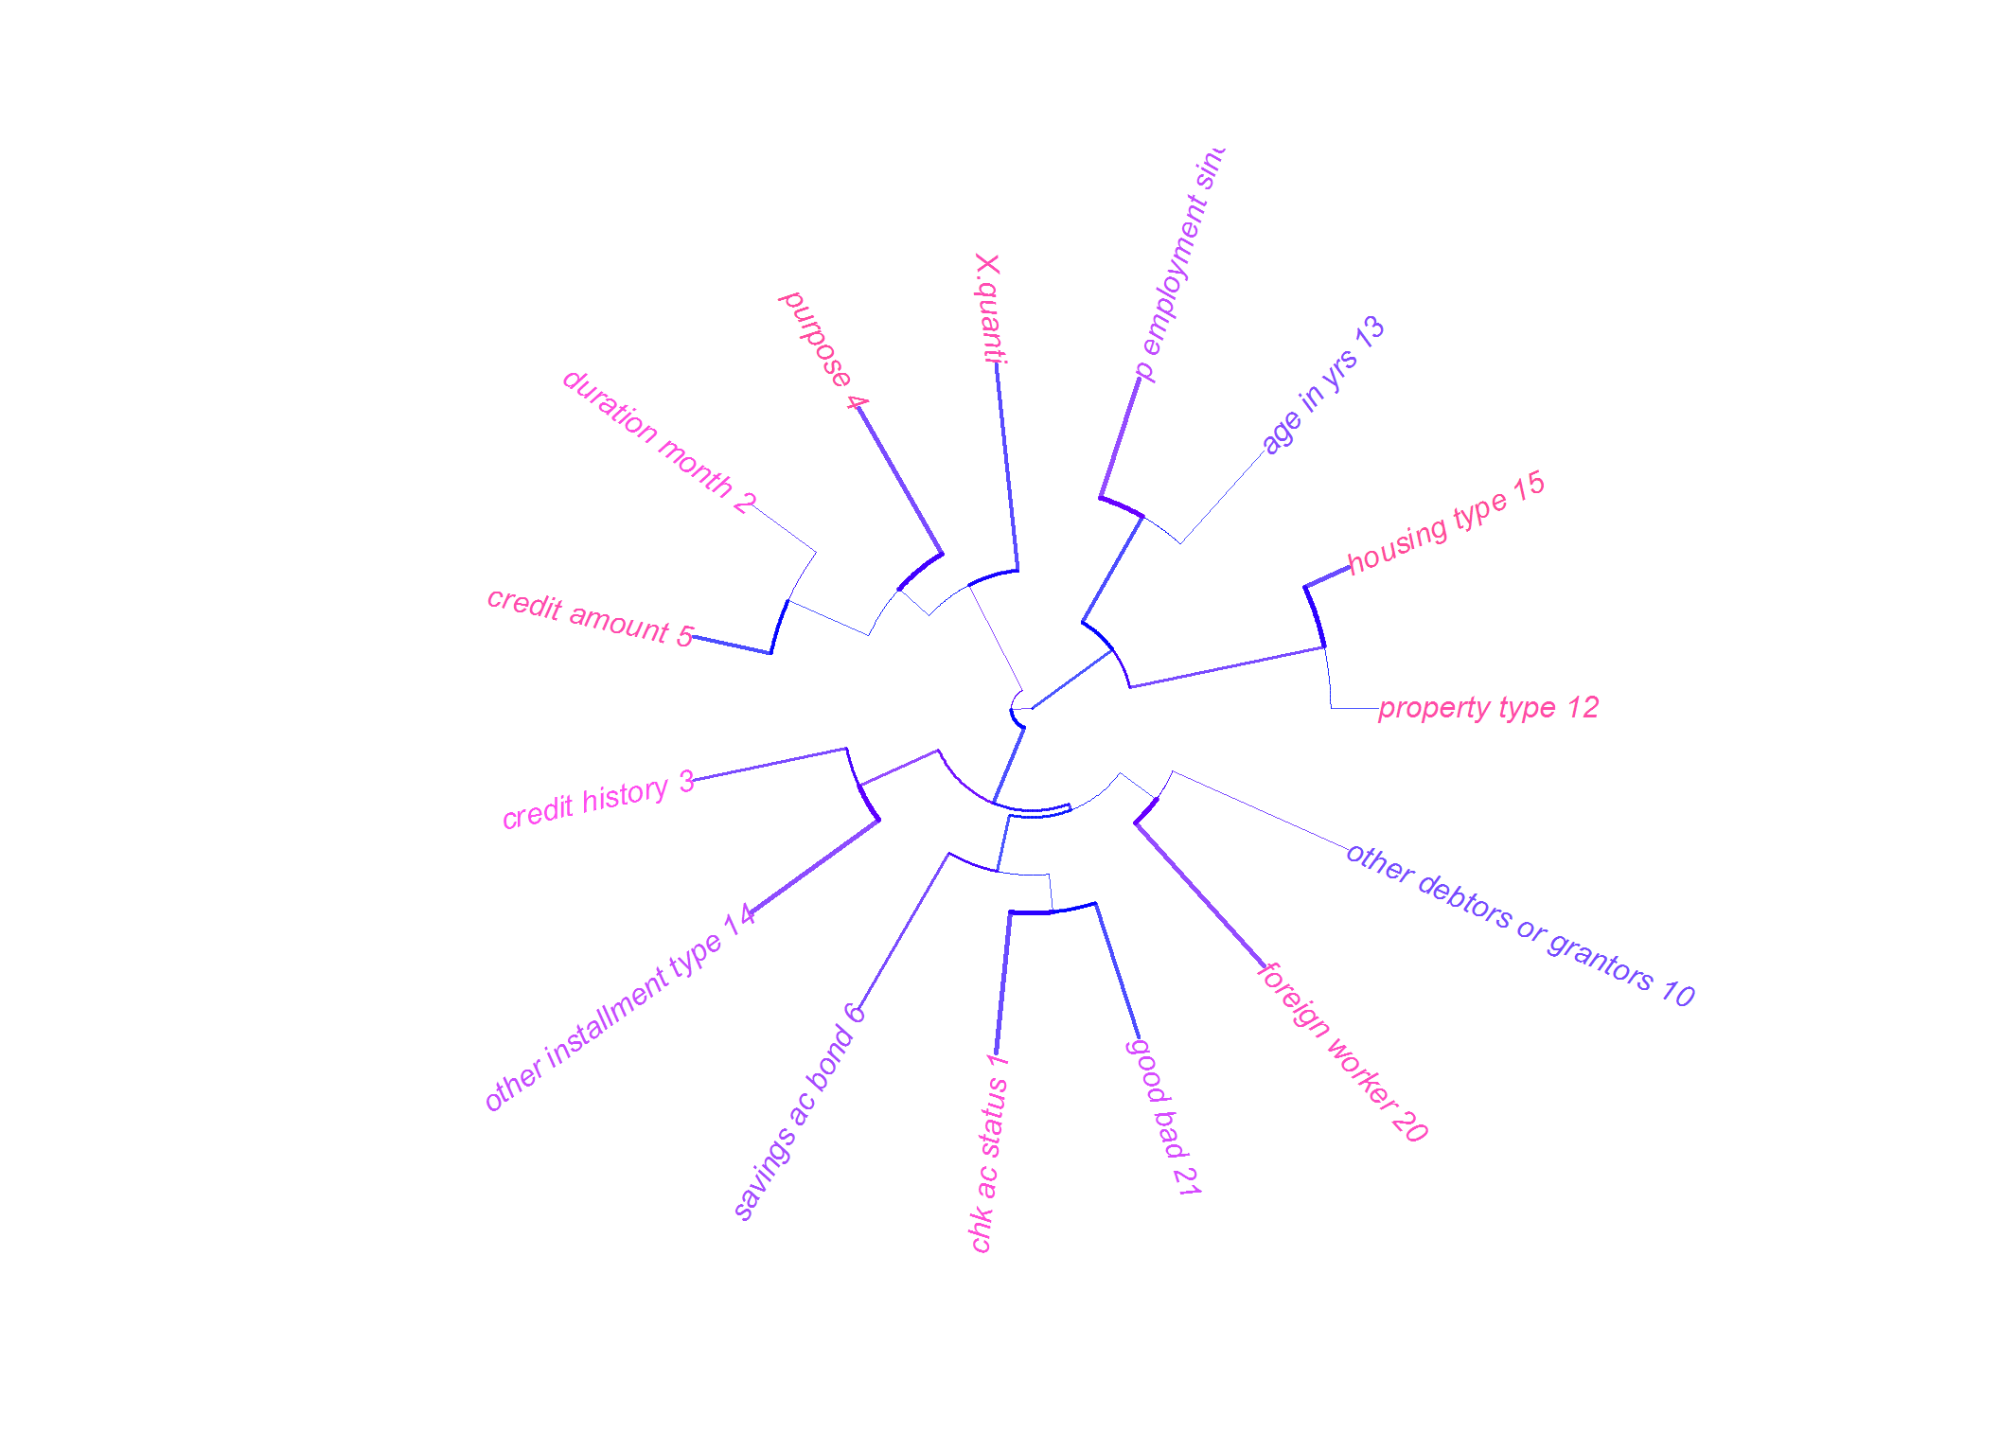 p employment sinc
X.quanti
purpose 4
age in yrs 13
duration month 2
housing type 15
credit amount 5
property type 12
credit history 3
other debtors or grantors 10
other installment type 14
foreign worker 20
savings ac bond 6
chk ac status 1
good bad 21